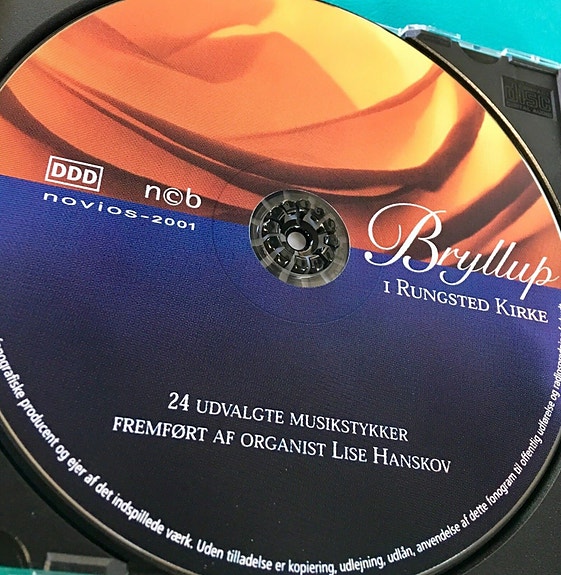 DDD
n©b
novios-2001
Bryllup
I RUNGSTED KIRKE
24 UDVALGTE MUSIKSTYKKER
FREMFØRT AF ORGANIST LISE HANSKOV
fonografiske producent og ejer af det indspillede værk. Uden tilladelse er kopiering, udlejning, udlån, anvendelse af dette fonogram til offentlig udførelse og